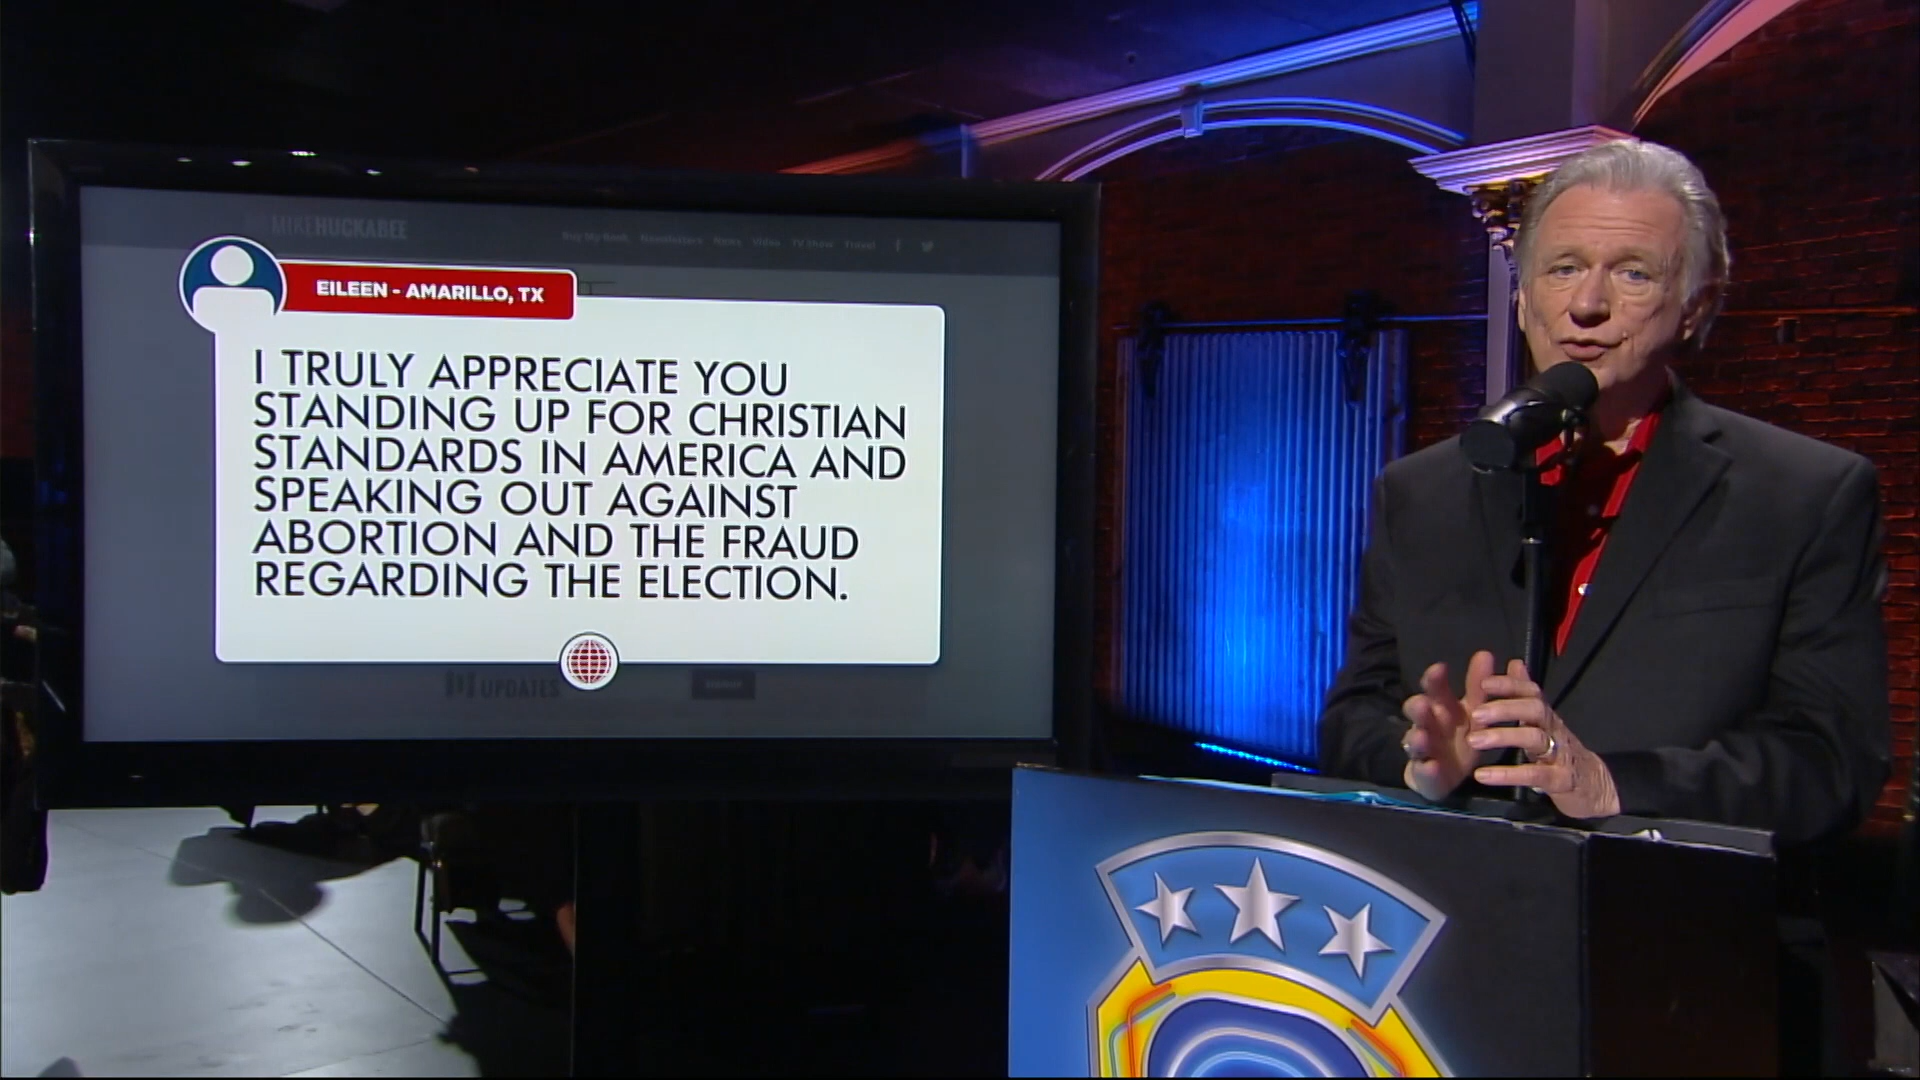 MIKEHUCKABEE
Buy My Book Newsletters News Video TV Show Travel
EILEEN - AMARILLO, TX
I TRULY APPRECIATE YOU
STANDING UP FOR CHRISTIAN
STANDARDS IN AMERICA AND
SPEAKING OUT AGAINST
ABORTION AND THE FRAUD
REGARDING THE ELECTION.
UPDATES